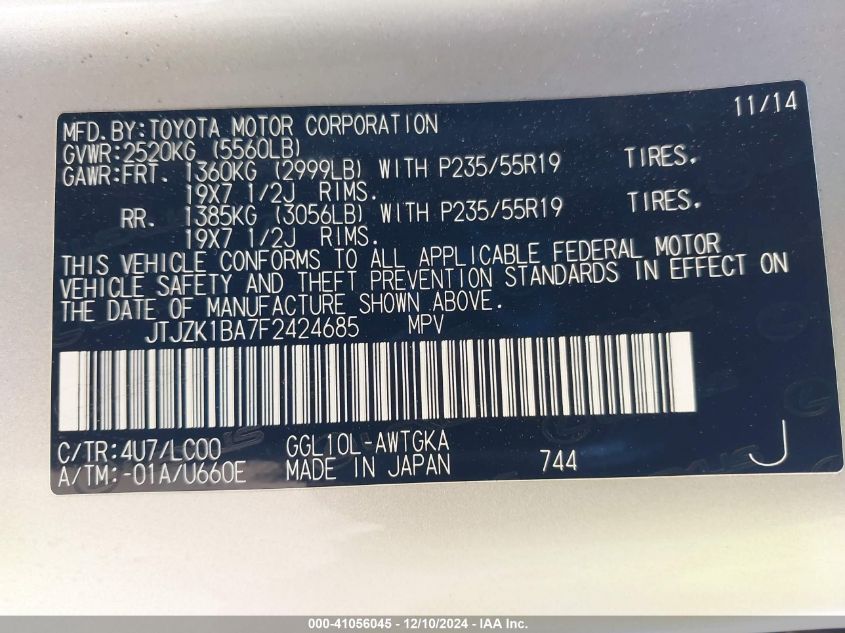 11/14
MFD.BY:TOYOTA MOTOR CORPORATION
GVWR:2520KG (5560LB)
GAWR:FRT. 1360KG (2999LB) WITH P235/55R19 TIRES.
19X7 1/2J RIMS.
RR. 1385KG (3056LB) WITH P235/55R19 TIRES.
19X7 1/2J RIMS.
THIS VEHICLE CONFORMS TO ALL APPLICABLE FEDERAL MOTOR
VEHICLE SAFETY AND THEFT PREVENTION STANDARDS IN EFFECT ON
THE DATE OF MANUFACTURE SHOWN ABOVE.
JTJZK1BA7F2424685 MPV
C/TR:4U7/LC00 GGL10L-AWTGKA
A/TM:-01A/U660E MADE IN JAPAN 744 J
000-41056045 - 12/10/2024 - IAA Inc.